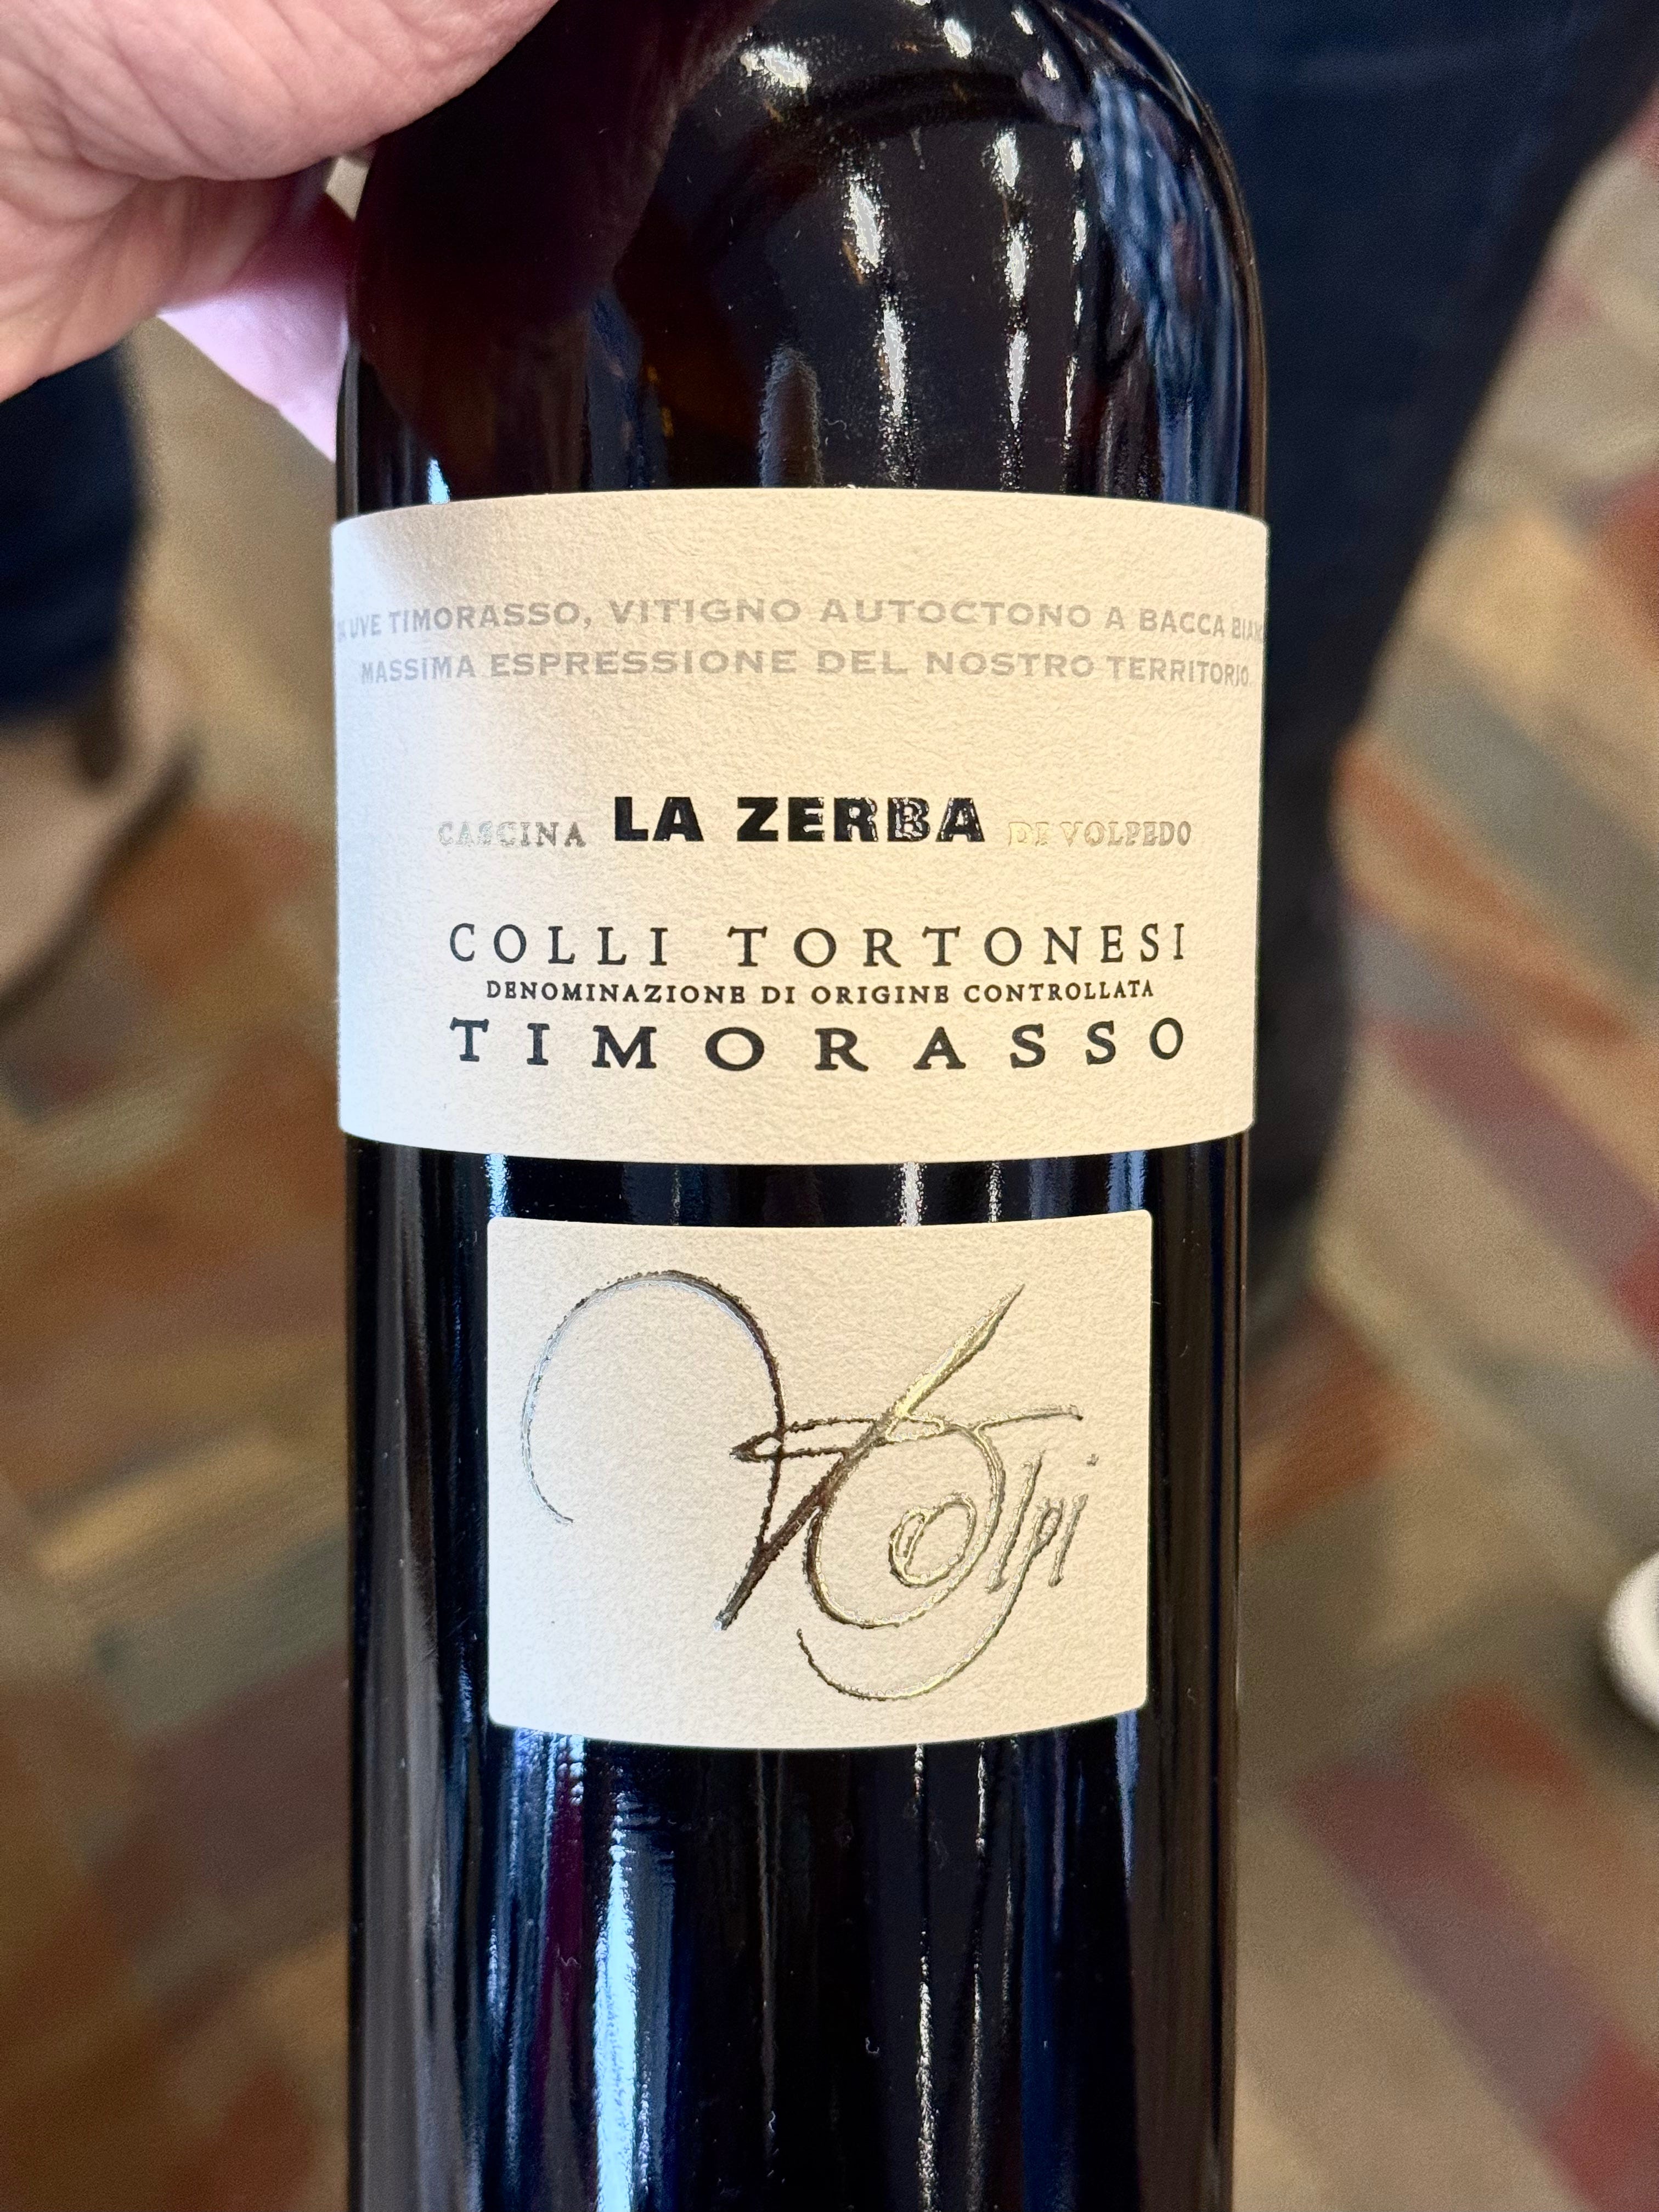 UVE TIMORASSO, VITIGNO AUTOCTONO A BACCA
MASSIMA ESPRESSIONE DEL NOSTRO TERRITORIO
CASCINA LA ZERBA DI VOLPEDO
COLLI TORTONESI
DENOMINAZIONE DI ORIGINE CONTROLLATA
TIMORASSO
Volpi